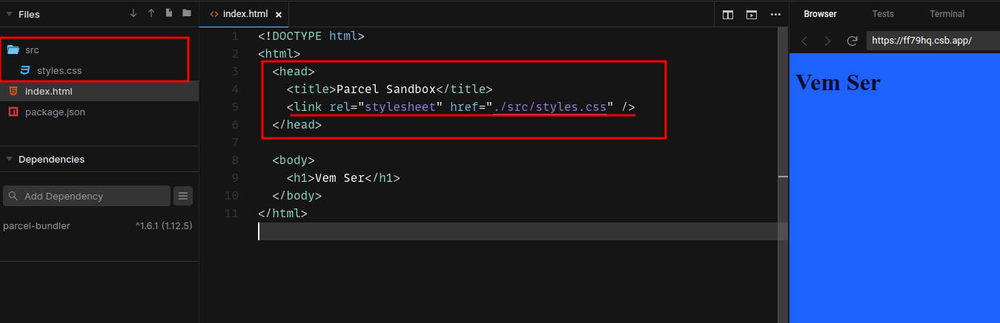 Files
src
styles.css
index.html
package.json
Dependencies
Add Dependency
parcel-bundler ^1.6.1 (1.12.5)
index.html
1 <!DOCTYPE html>
2 <html>
3 <head>
4 <title>Parcel Sandbox</title>
5 <link rel="stylesheet" href="./src/styles.css" />
6 </head>
7
8 <body>
9 <h1>Vem Ser</h1>
10 </body>
11 </html>
Browser Tests Terminal
https://ff79hq.csb.app/
Vem Ser